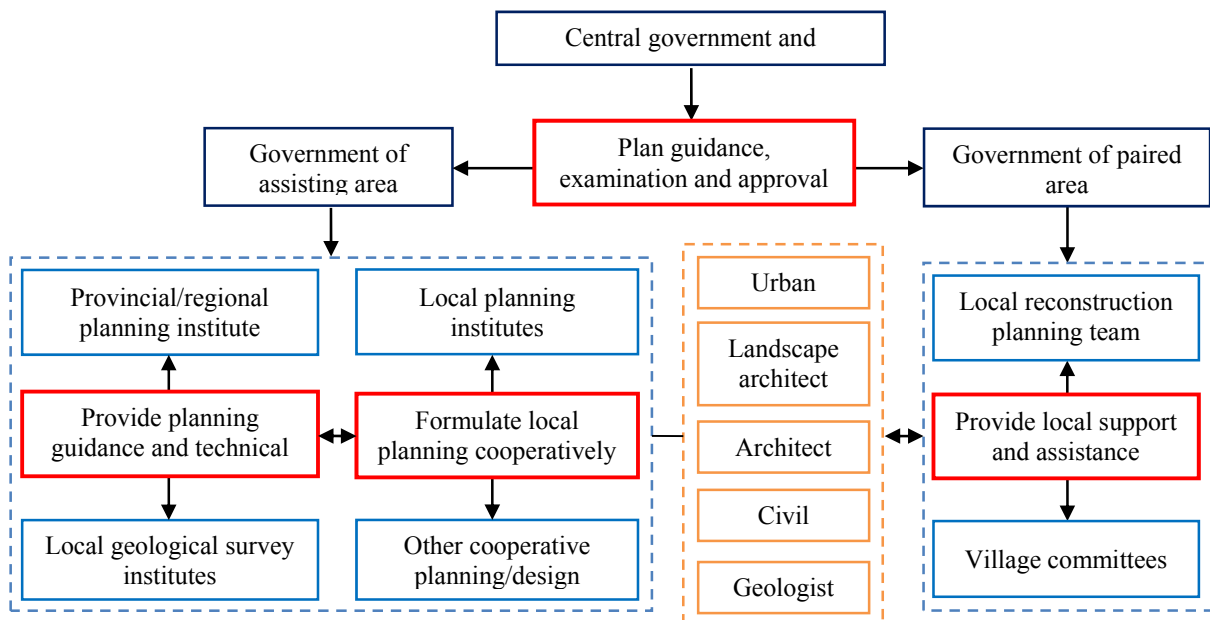 Central government and
Plan guidance,
examination and approval
Government of
assisting area
Government of paired
area
Provincial/regional
planning institute
Local planning
institutes
Provide planning
guidance and technical
Formulate local
planning cooperatively
Local geological survey
institutes
Other cooperative
planning/design
Urban
Landscape
architect
Architect
Civil
Geologist
Local reconstruction
planning team
Provide local support
and assistance
Village committees